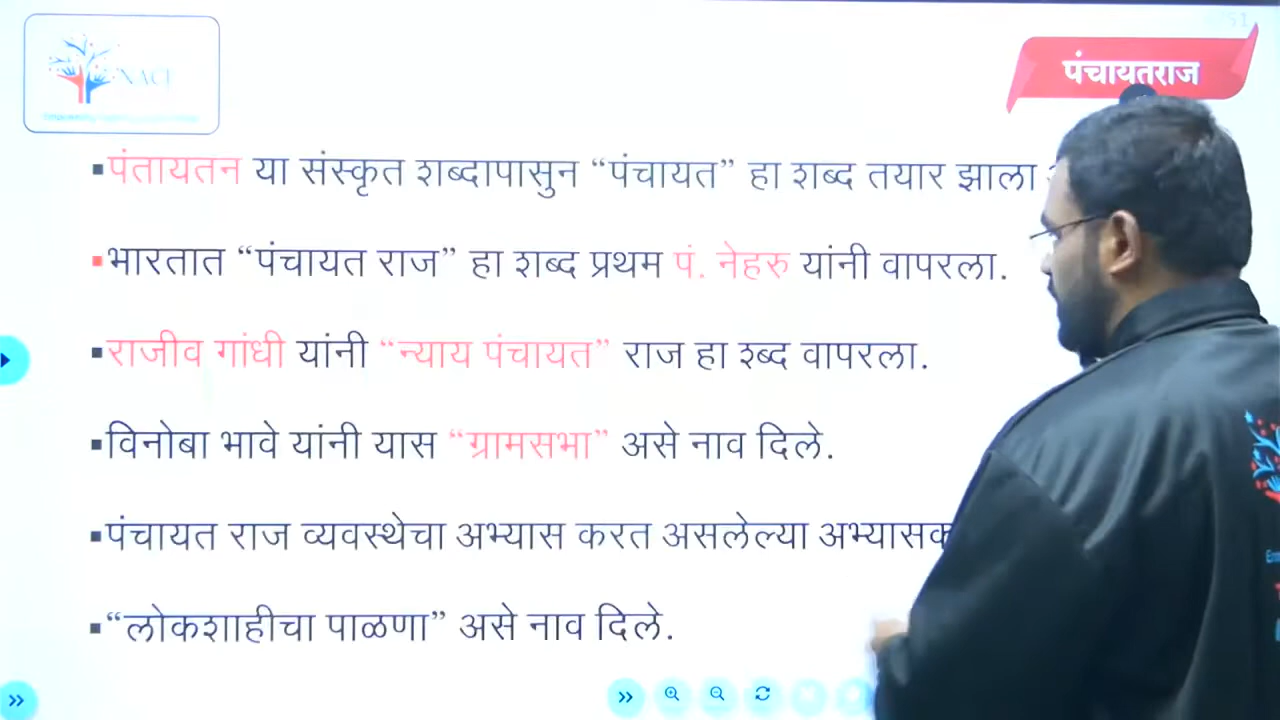 पंचायतराज
▪पंतायतन या संस्कृत शब्दापासुन “पंचायत” हा शब्द तयार झाला
▪भारतात “पंचायत राज” हा शब्द प्रथम पं. नेहरु यांनी वापरला.
▪राजीव गांधी यांनी “न्याय पंचायत” राज हा श्ब्द वापरला.
▪विनोबा भावे यांनी यास “ग्रामसभा” असे नाव दिले.
▪पंचायत राज व्यवस्थेचा अभ्यास करत असलेल्या
▪“लोकशाहीचा पाळणा” असे नाव दिले.